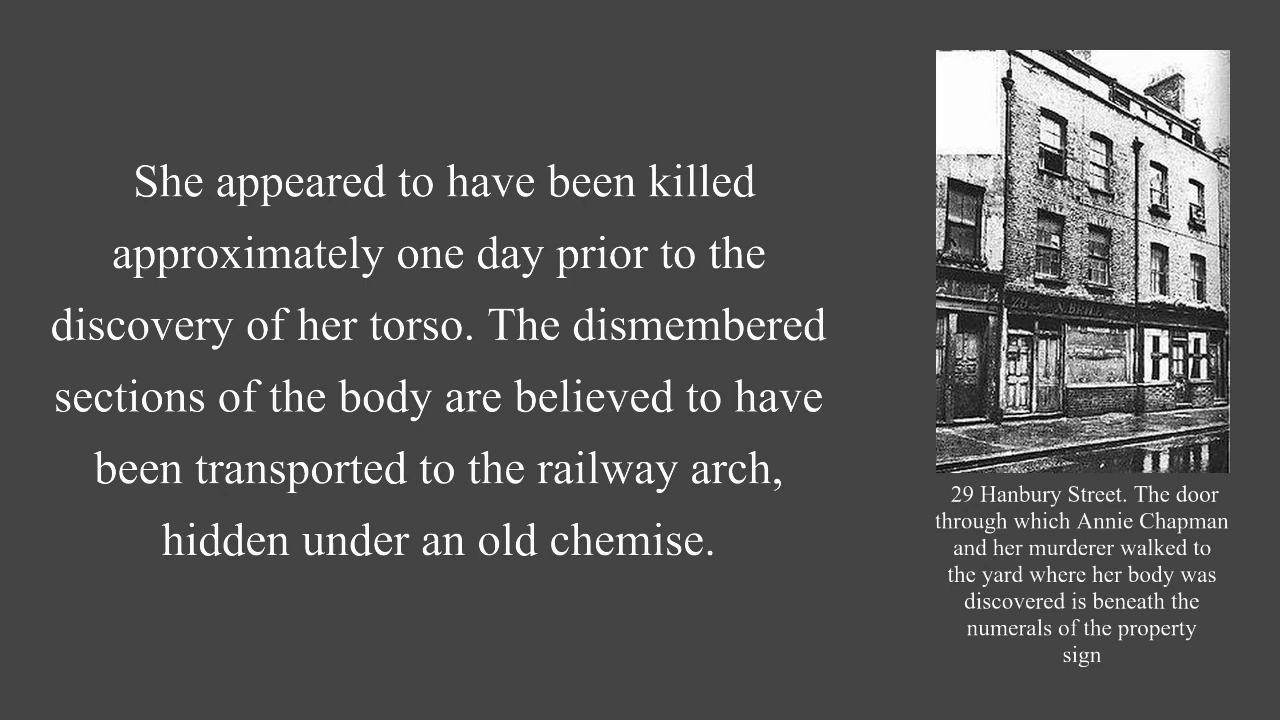 She appeared to have been killed
approximately one day prior to the
discovery of her torso. The dismembered
sections of the body are believed to have
been transported to the railway arch,
hidden under an old chemise.
29 Hanbury Street. The door
through which Annie Chapman
and her murderer walked to
the yard where her body was
discovered is beneath the
numerals of the property
sign